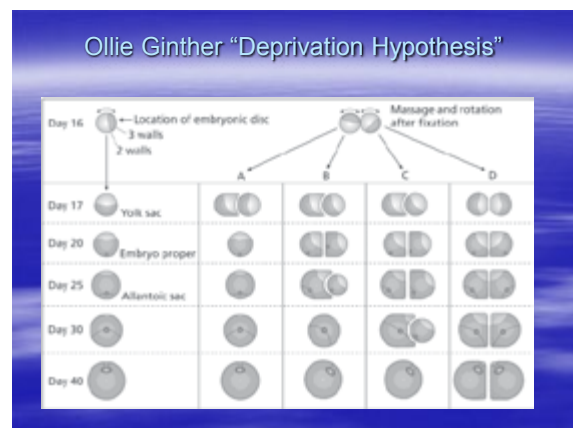 Ollie Ginther “Deprivation Hypothesis”
Day 16
Location of embryonic disc
3 walls
2 walls
Massage and rotation
after fixation
A B C D
Day 17
Yolk sac
Day 20
Embryo proper
Day 25
Allantoic sac
Day 30
Day 40